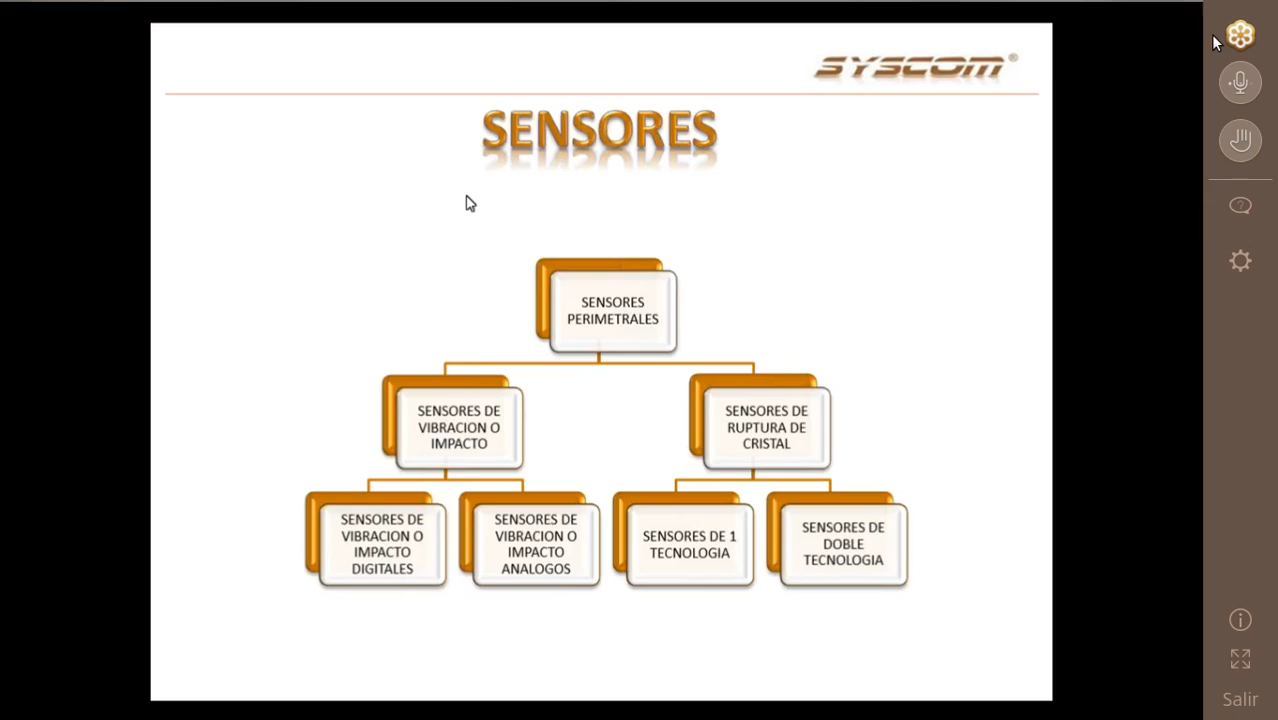 SYSCOM®
SENSORES
SENSORES
PERIMETRALES
SENSORES DE
VIBRACION O
IMPACTO
SENSORES DE
RUPTURA DE
CRISTAL
SENSORES DE
VIBRACION O
IMPACTO
DIGITALES
SENSORES DE
VIBRACION O
IMPACTO
ANALOGOS
SENSORES DE 1
TECNOLOGIA
SENSORES DE
DOBLE
TECNOLOGIA
Salir